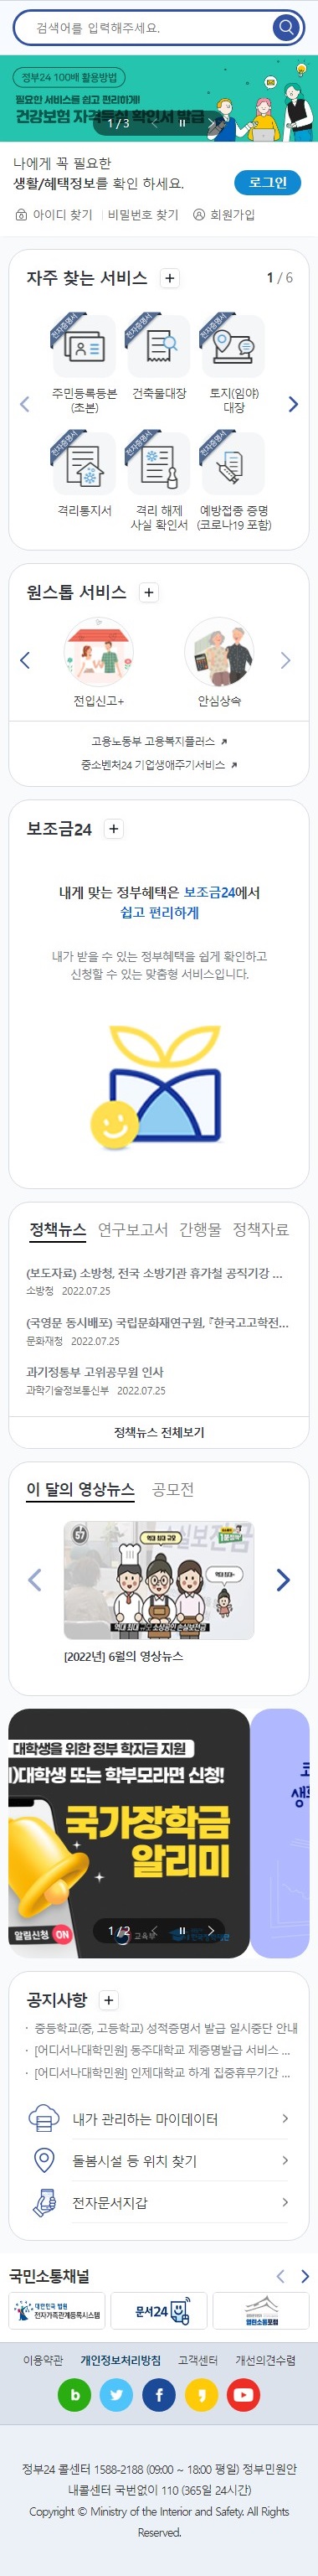 검색어를 입력해주세요.
정부24 100배 활용방법
필요한 서비스를 쉽고 편리하게!
건강보험 자격득실 확인서 발급
1 / 3
나에게 꼭 필요한
생활/혜택정보를 확인 하세요.
로그인
아이디 찾기
비밀번호 찾기
회원가입
자주 찾는 서비스
1 / 6
전자증명서
전자증명서
전자증명서
주민등록등본
(초본)
건축물대장
토지(임야)
대장
전자증명서
전자증명서
전자증명서
격리통지서
격리 해제
사실 확인서
예방접종 증명
(코로나19 포함)
원스톱 서비스
전입신고+
안심상속
고용노동부 고용복지플러스
중소벤처24 기업생애주기서비스
보조금24
내게 맞는 정부혜택은 보조금24에서
쉽고 편리하게
내가 받을 수 있는 정부혜택을 쉽게 확인하고
신청할 수 있는 맞춤형 서비스입니다.
정책뉴스 연구보고서 간행물 정책자료
(보도자료) 소방청, 전국 소방기관 휴가철 공직기강 ...
소방청 2022.07.25
(국영문 동시배포) 국립문화재연구원, 『한국고고학전...
문화재청 2022.07.25
과기정통부 고위공무원 인사
과학기술정보통신부 2022.07.25
정책뉴스 전체보기
이 달의 영상뉴스 공모전
[2022년] 6월의 영상뉴스
대학생을 위한 정부 학자금 지원
)대학생 또는 학부모라면 신청!
국가장학금
알리미
알림신청 ON
1 / 2
교육부
공지사항
중등학교(중, 고등학교) 성적증명서 발급 일시중단 안내
[어디서나대학민원] 동주대학교 제증명발급 서비스 ...
[어디서나대학민원] 인제대학교 하계 집중휴무기간 ...
내가 관리하는 마이데이터
돌봄시설 등 위치 찾기
전자문서지갑
국민소통채널
대한민국 법원
전자가족관계등록시스템
문서24
열린소통포럼
이용약관 개인정보처리방침 고객센터 개선의견수렴
정부24 콜센터 1588-2188 (09:00 ~ 18:00 평일) 정부민원안
내콜센터 국번없이 110 (365일 24시간)
Copyright © Ministry of the Interior and Safety. All Rights
Reserved.